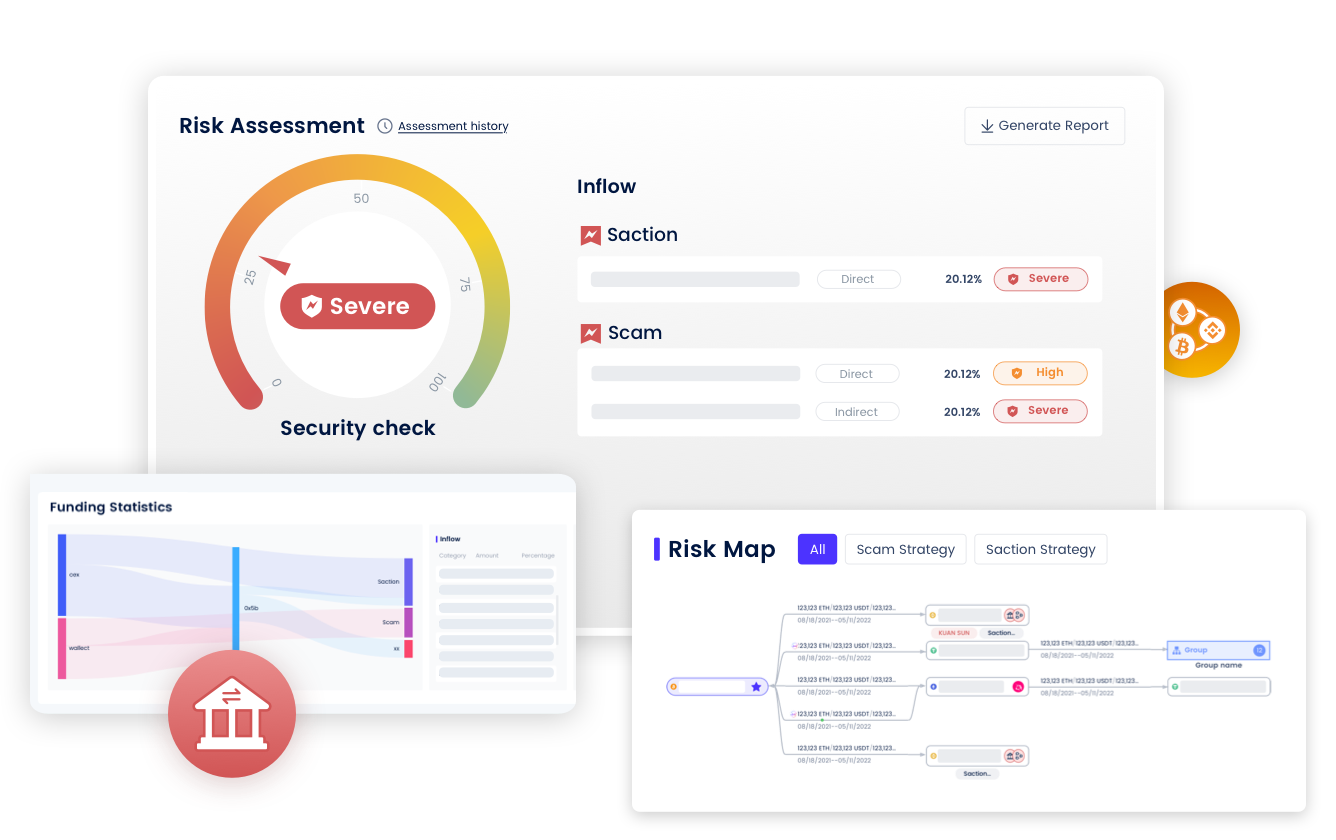 Risk Assessment
Assessment history
Generate Report
50
25
75
0
100
Severe
Security check
Inflow
Saction
Direct
20.12%
Severe
Scam
Direct
20.12%
High
Indirect
20.12%
Severe
Funding Statistics
cex
wallect
0x5b
Saction
Scam
xx
Inflow
Category
Amount
Percentage
Risk Map
All
Scam Strategy
Saction Strategy
123,123 ETH/123,123 USDT/123,123...
08/18/2021--05/11/2022
KUAN SUN
Saction...
123,123 ETH/123,123 USDT/123,123...
08/18/2021--05/11/2022
123,123 ETH/123,123 USDT/123,123...
08/18/2021--05/11/2022
Group
12
Group name
123,123 ETH/123,123 USDT/123,123...
08/18/2021--05/11/2022
123,123 ETH/123,123 USDT/123,123...
08/18/2021--05/11/2022
123,123 ETH/123,123 USDT/123,123...
08/18/2021--05/11/2022
123,123 ETH/123,123 USDT/123,123...
08/18/2021--05/11/2022
Saction...